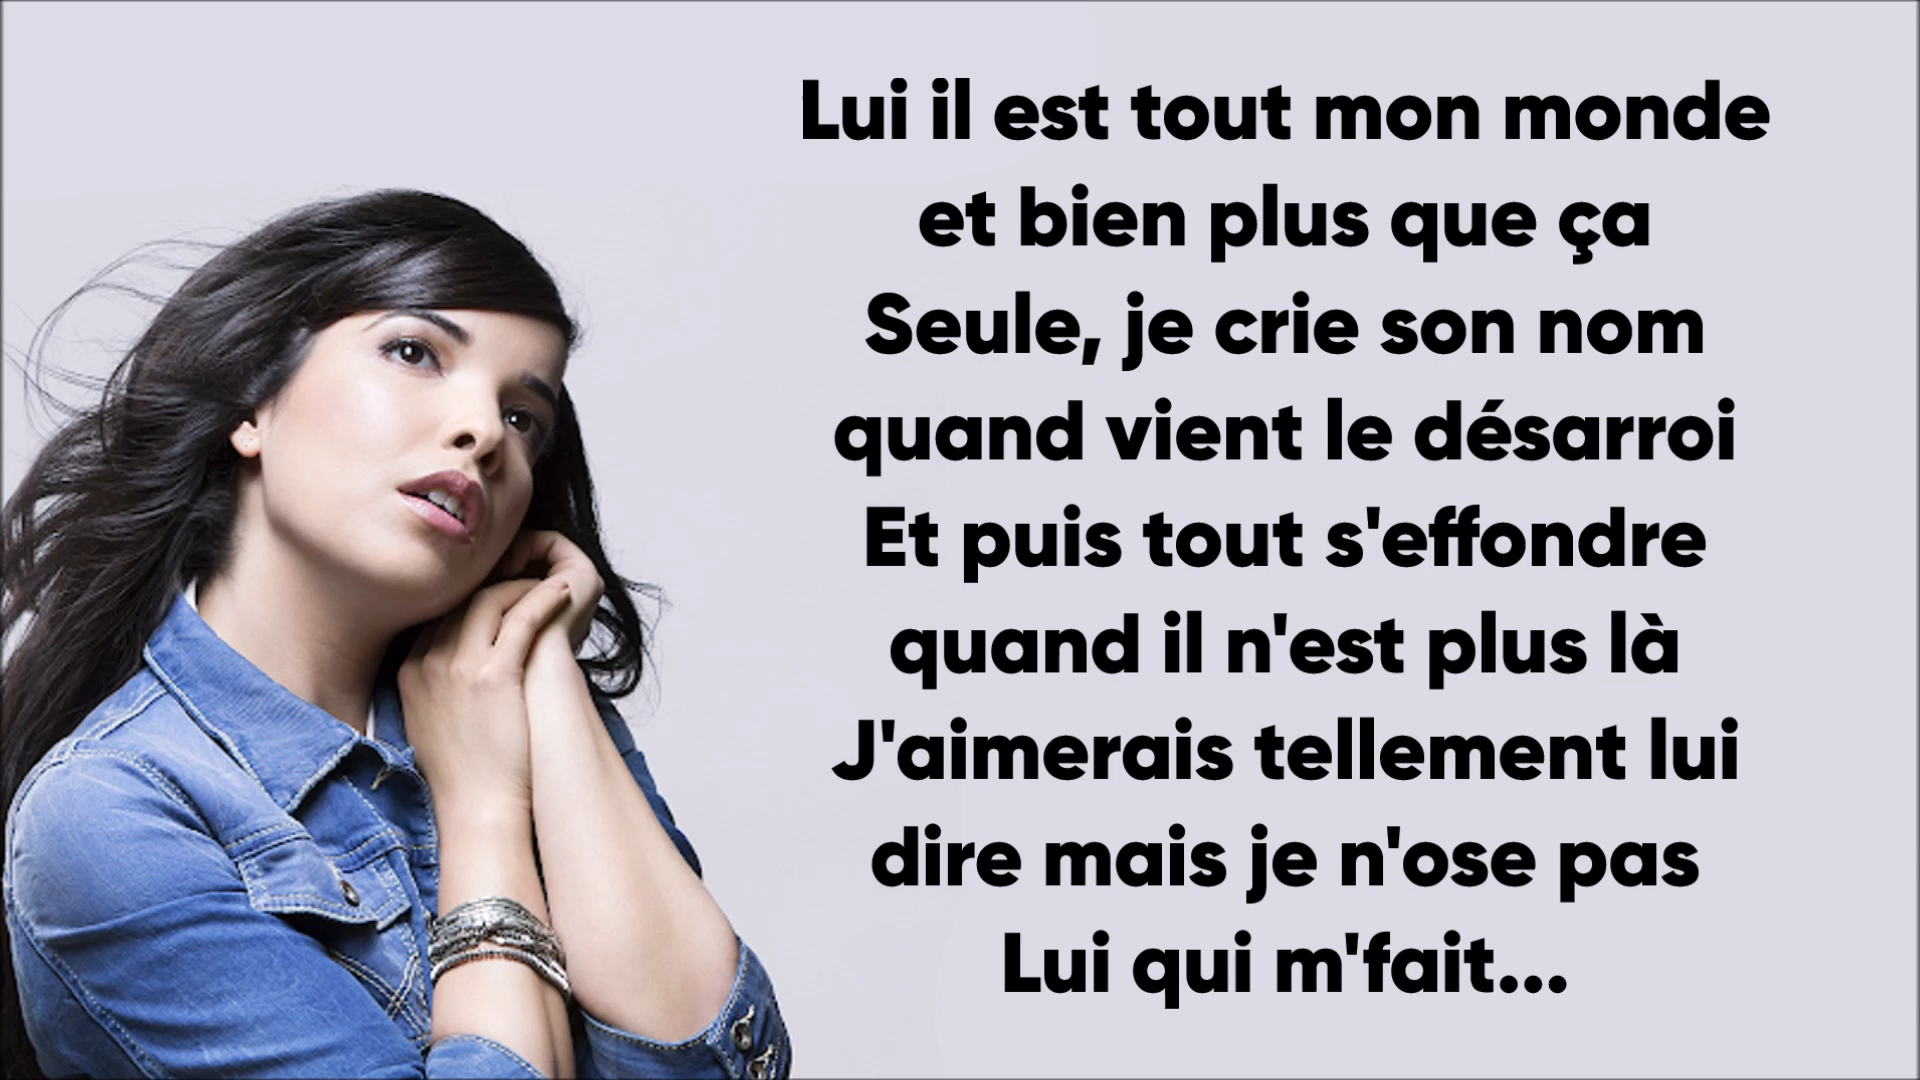 Lui il est tout mon monde
et bien plus que ça
Seule, je crie son nom
quand vient le désarroi
Et puis tout s'effondre
quand il n'est plus là
J'aimerais tellement lui
dire mais je n'ose pas
Lui qui m'fait...